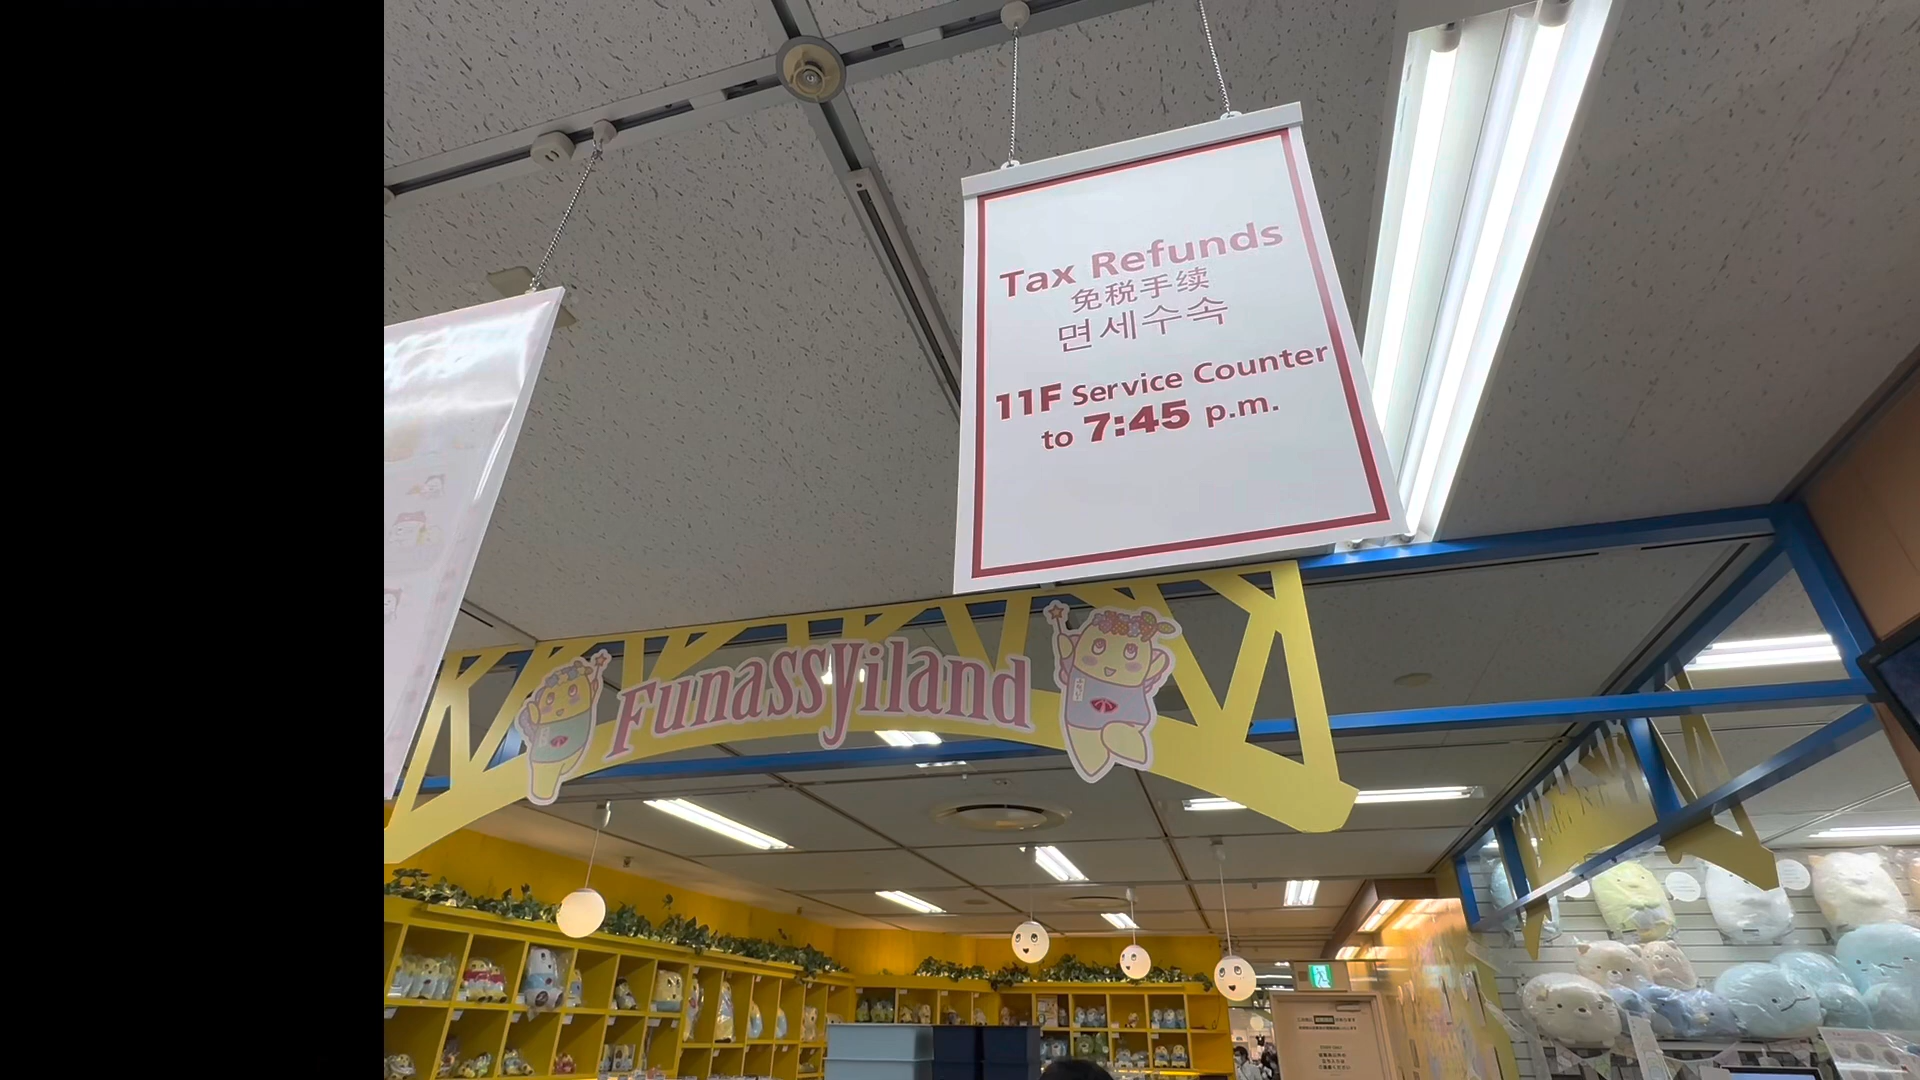 Tax Refunds
免税手续
면세수속
11F Service Counter
to 7:45 p.m.
Funassyiland